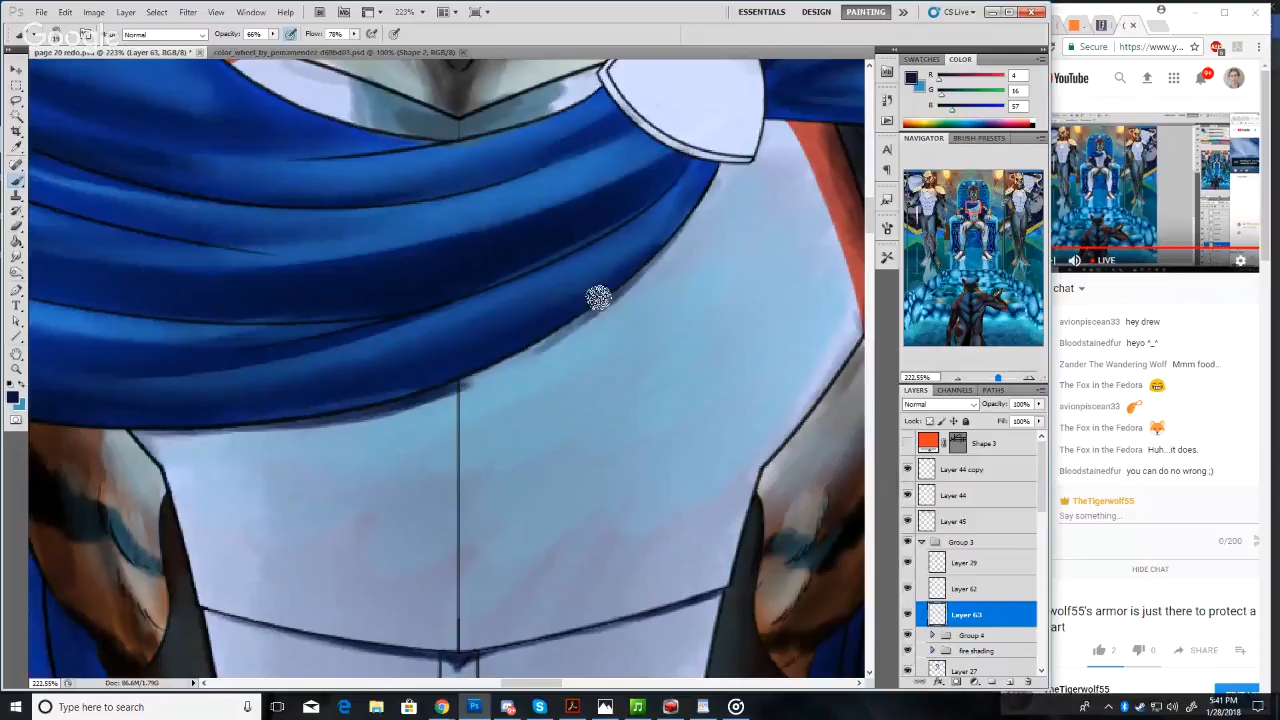 File Edit Image Layer Select Filter Analysis 3D View Window Help
223%
ESSENTIALS DESIGN PAINTING CS Live
Mode: Normal Opacity: 66% Flow: 78%
page 20 redo.psd @ 223% (Layer 63, RGB/8) *
color_wheel_by_pernamender-d69bd03.psd @ 100% (Shape 2, RGB/8)
SWATCHES COLOR
R 4
G 16
B 57
NAVIGATOR BRUSH PRESETS
222.55%
LAYERS CHANNELS PATHS
Normal Opacity: 100%
Lock: Fill: 100%
Shape 3
Layer 44 copy
Layer 44
Layer 45
Group 3
Layer 29
Layer 62
Layer 63
Group 4
fire shading
Layer 27
222.55% Doc: 86.6M/1.79G
Secure https://www.y...
YouTube 9+
LIVE
chat
avionpiscean33 hey drew
Bloodstainedfur heyo ^_^
Zander The Wandering Wolf Mmm food...
The Fox in the Fedora
avionpiscean33
The Fox in the Fedora
The Fox in the Fedora Huh...it does.
Bloodstainedfur you can do no wrong ;)
TheTigerwolf55
Say something...
0/200
HIDE CHAT
wolf55's armor is just there to protect a
art
2 0 SHARE
heTigerwolf55
Type here to search
5:41 PM
1/28/2018